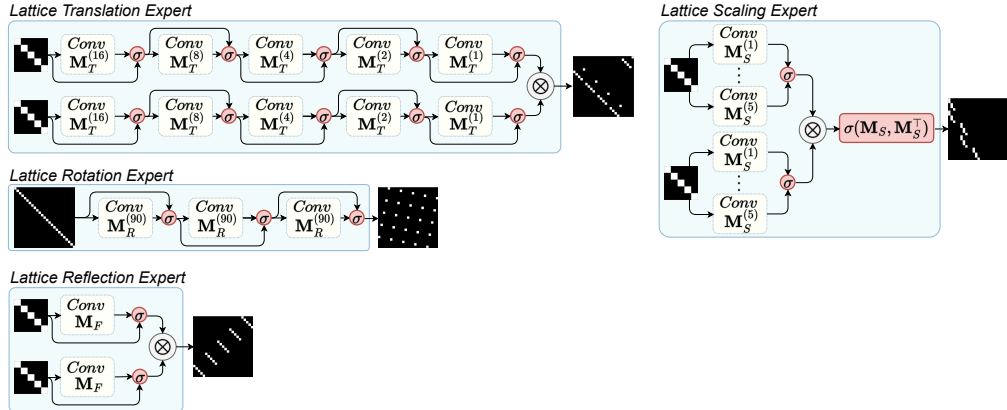 Lattice Translation Expert
Conv Conv Conv Conv Conv
M_T^(16) σ M_T^(8) σ M_T^(4) σ M_T^(2) σ M_T^(1) σ
⊗
Conv Conv Conv Conv Conv
M_T^(16) σ M_T^(8) σ M_T^(4) σ M_T^(2) σ M_T^(1) σ
Lattice Rotation Expert
Conv Conv Conv
M_R^(90) σ M_R^(90) σ M_R^(90) σ
Lattice Reflection Expert
Conv
M_F σ
⊗
Conv
M_F σ
Lattice Scaling Expert
Conv
M_S^(1)
⋮ σ
Conv
M_S^(5)
⊗ σ(M_S, M_S^⊤)
Conv
M_S^(1)
⋮ σ
Conv
M_S^(5)